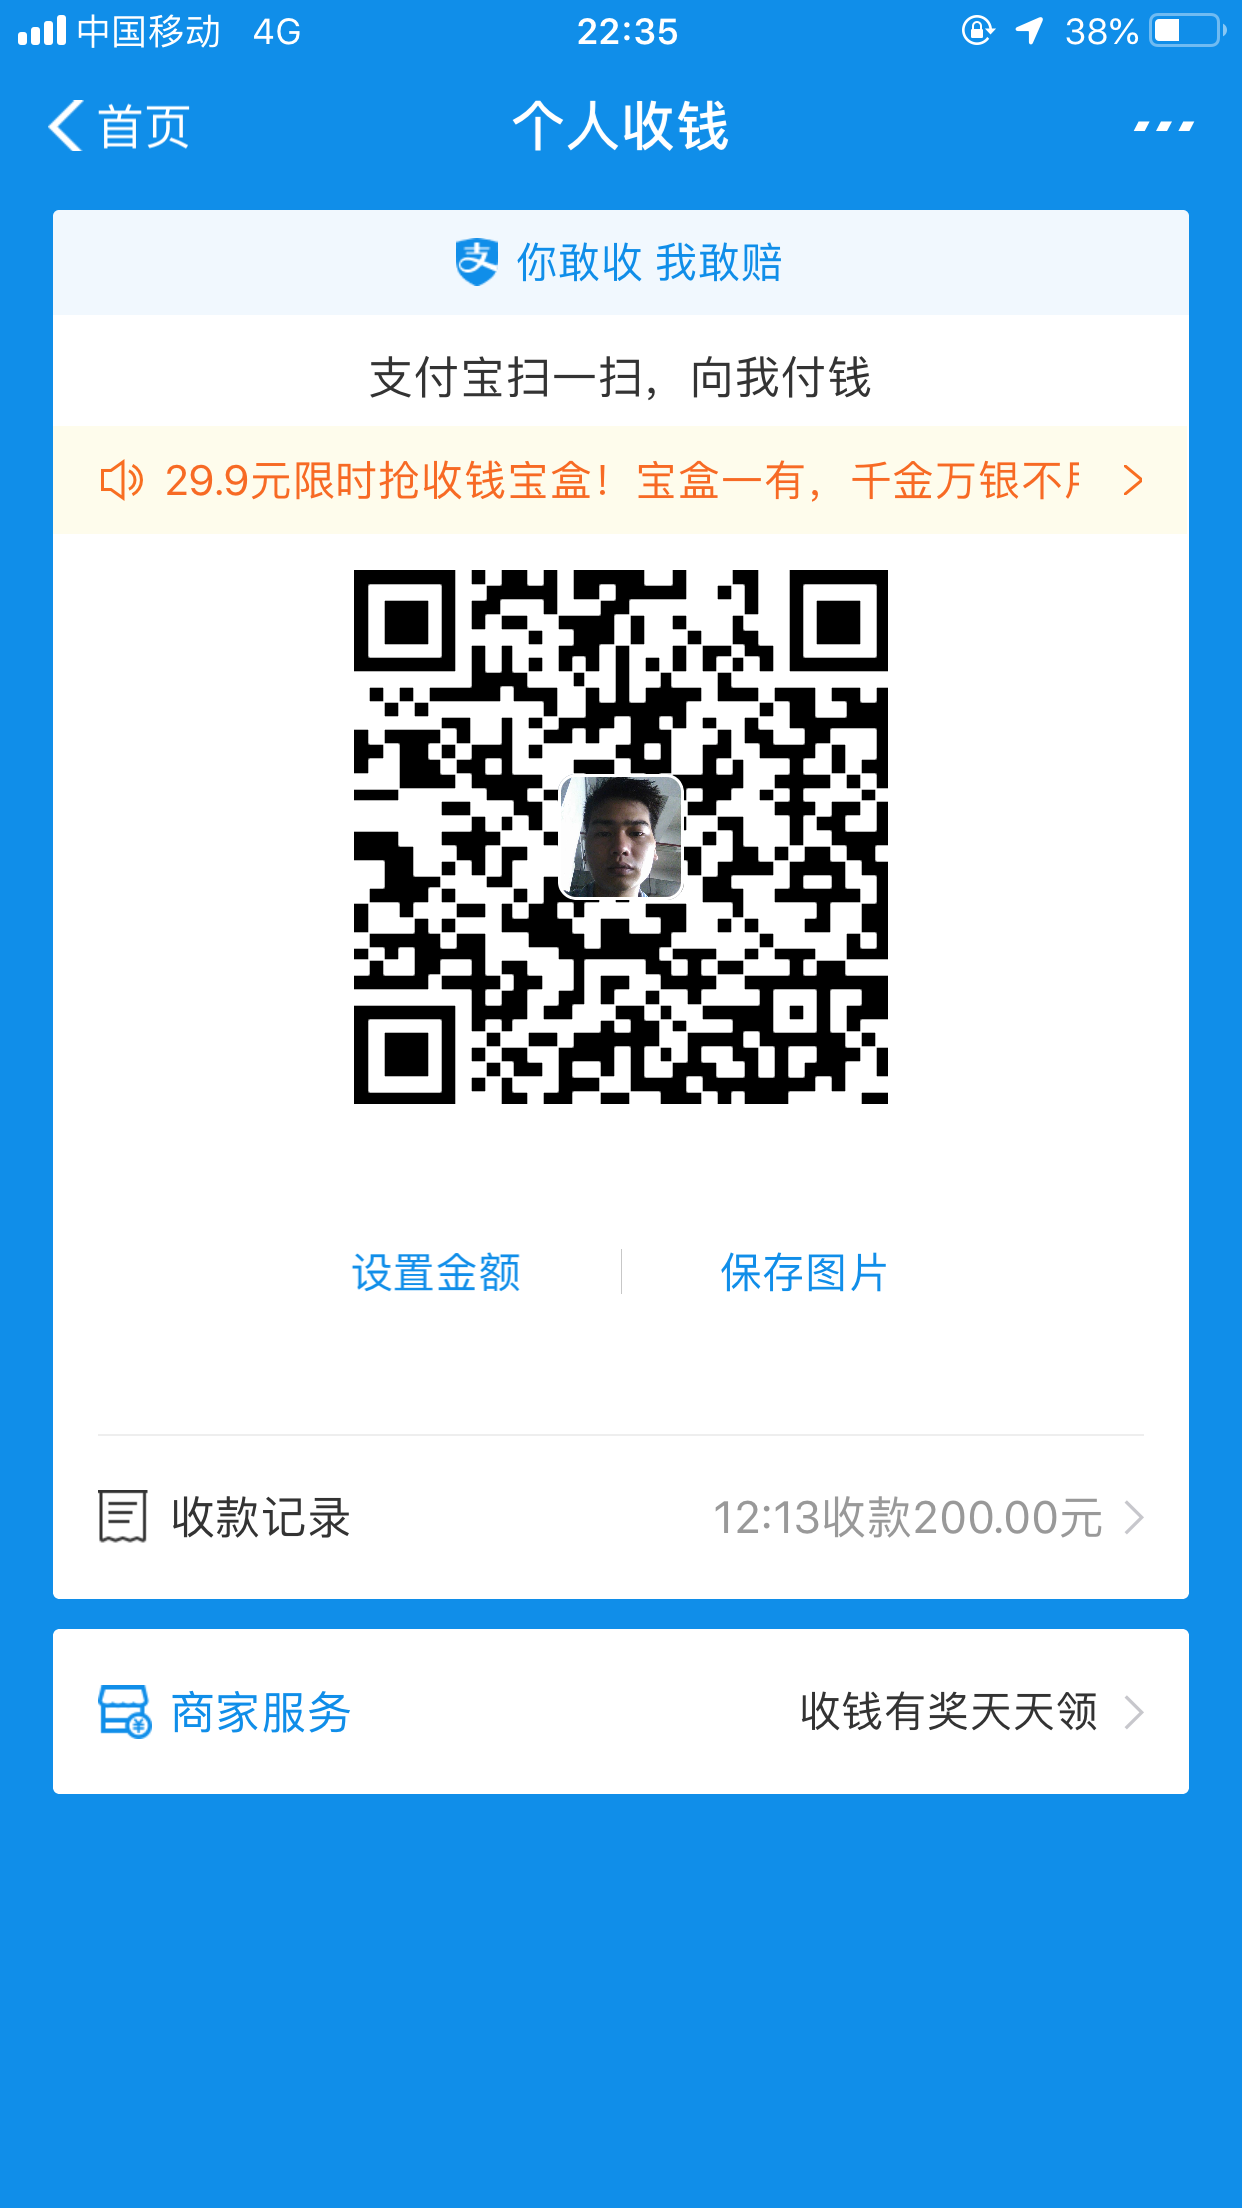 中国移动 4G 22:35 38%
首页 个人收钱
支 你敢收 我敢赔
支付宝扫一扫，向我付钱
29.9元限时抢收钱宝盒！宝盒一有，千金万银不
设置金额 保存图片
收款记录 12:13收款200.00元
商家服务 收钱有奖天天领